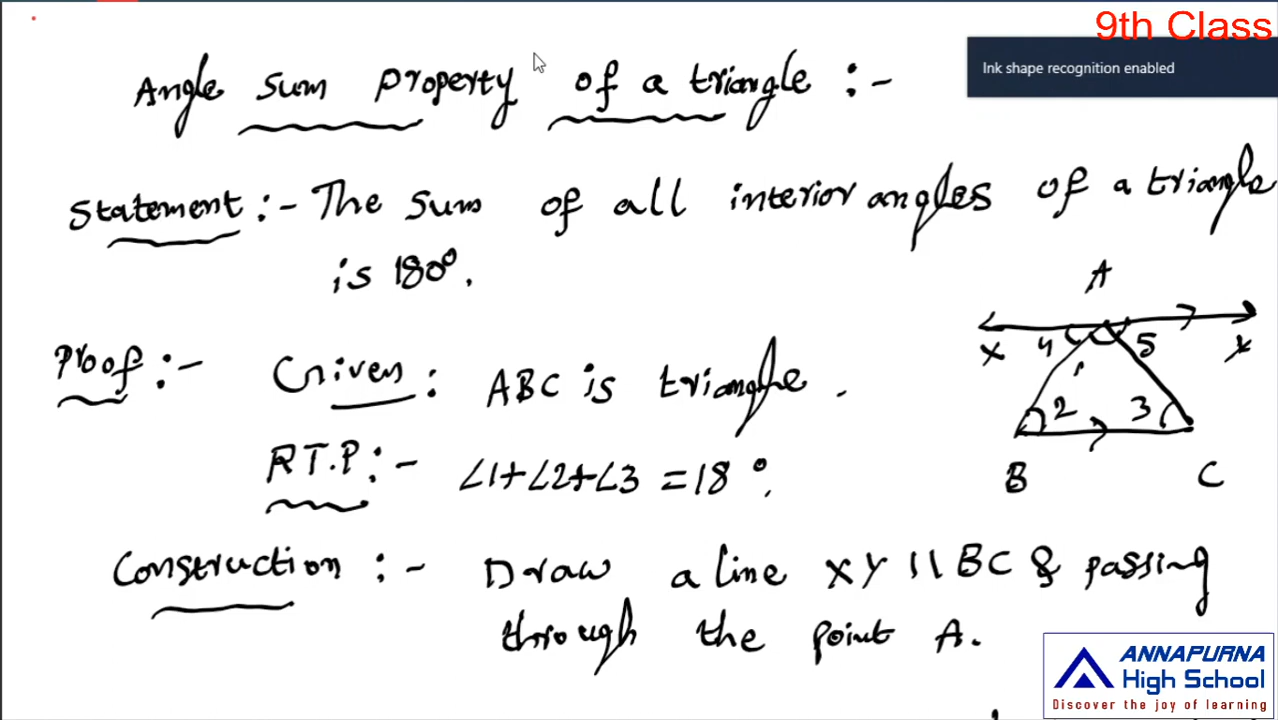 9th Class
Ink shape recognition enabled
Angle sum property of a triangle :-
Statement :- The sum of all interior angles of a triangle
is 180°.
Proof :- Given : ABC is triangle.
R.T.P :- ∠1+∠2+∠3 = 18 °.
Construction :- Draw a line XY || BC & passing
through the point A.
A
X 4 1 5
2 3
B C
ANNAPURNA
High School
Discover the joy of learning